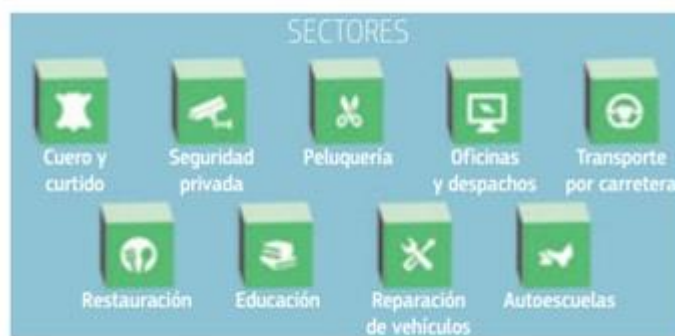 SECTORES
Cuero y
curtido
Seguridad
privada
Peluquería
Oficinas
y despachos
Transporte
por carretera
Restauración
Educación
Reparación
de vehículos
Autoescuelas